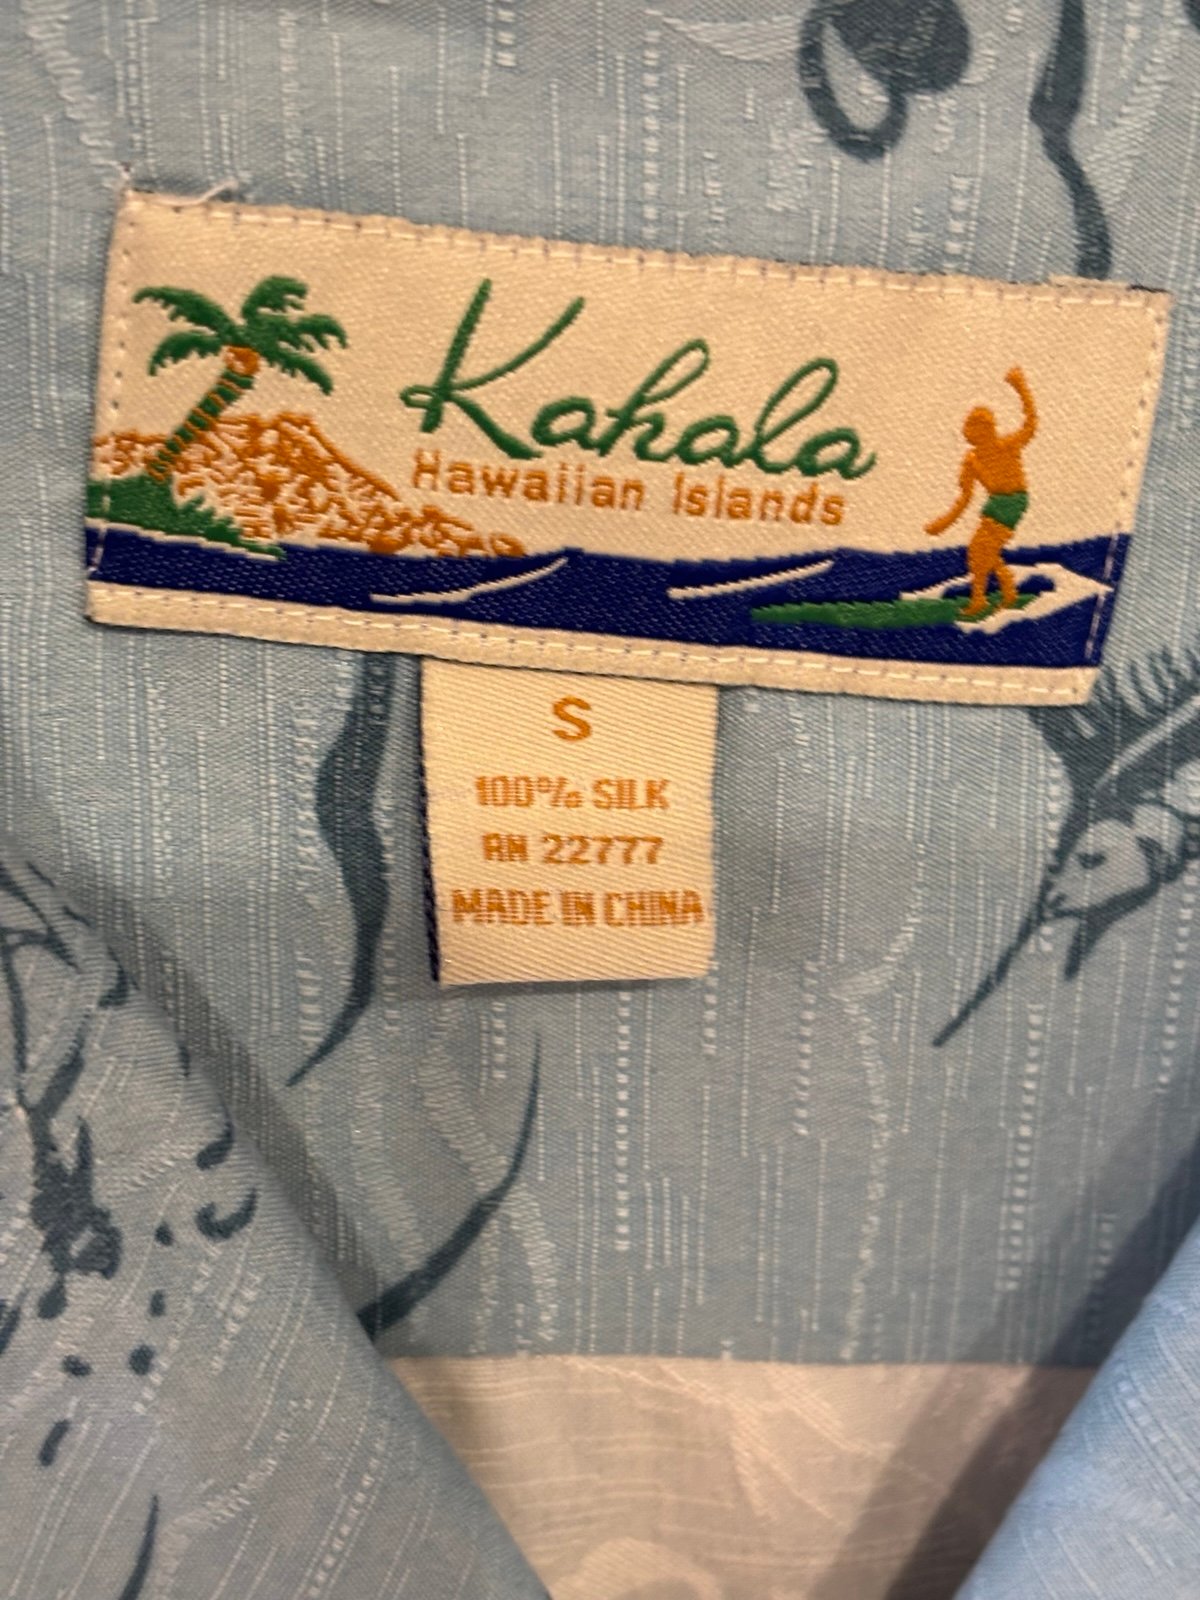 Kahala
Hawaiian Islands
S
100% SILK
RN 22777
MADE IN CHINA